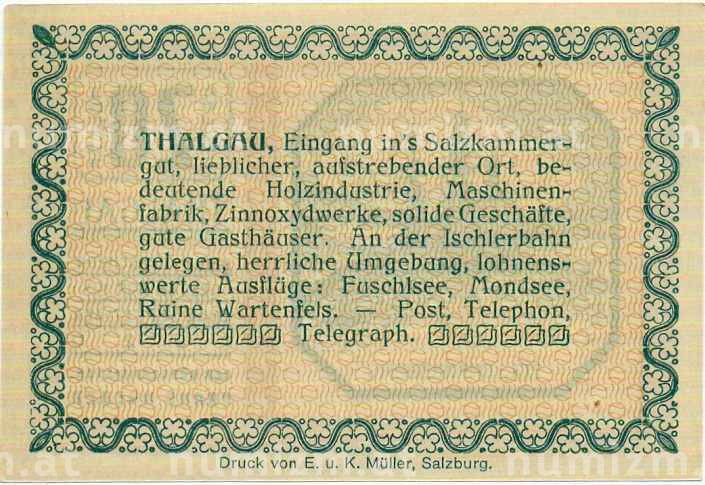 THALGAU, Eingang in's Salzkammer-
gut, lieblicher, aufstrebender Ort, be-
deutende Holzindustrie, Maschinen-
fabrik, Zinnoxydwerke, solide Geschäfte,
gute Gasthäuser. An der Ischlerbahn
gelegen, herrliche Umgebung, lohnens-
werte Ausflüge: Fuschlsee, Mondsee,
Ruine Wartenfels. — Post, Telephon,
Telegraph.
Druck von E. u. K. Müller, Salzburg.